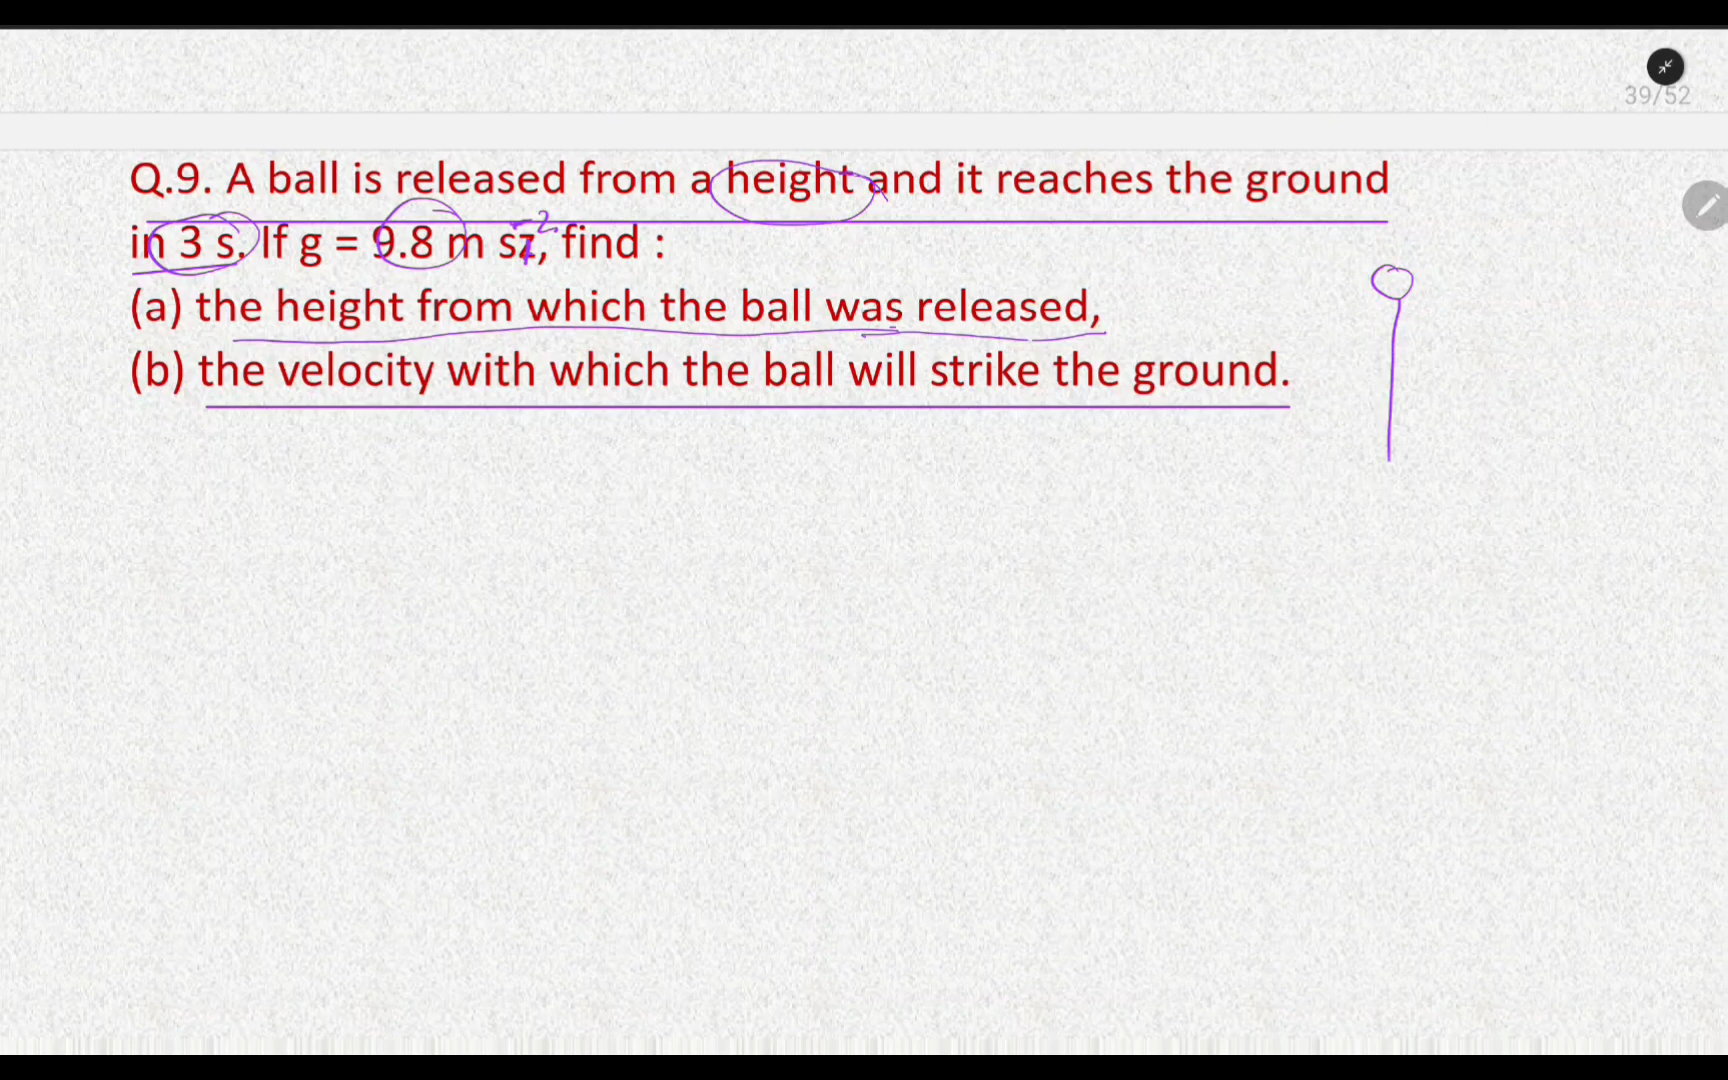 39/52
Q.9. A ball is released from a height and it reaches the ground
in 3 s. If g = 9.8 m s⁻², find :
(a) the height from which the ball was released,
(b) the velocity with which the ball will strike the ground.